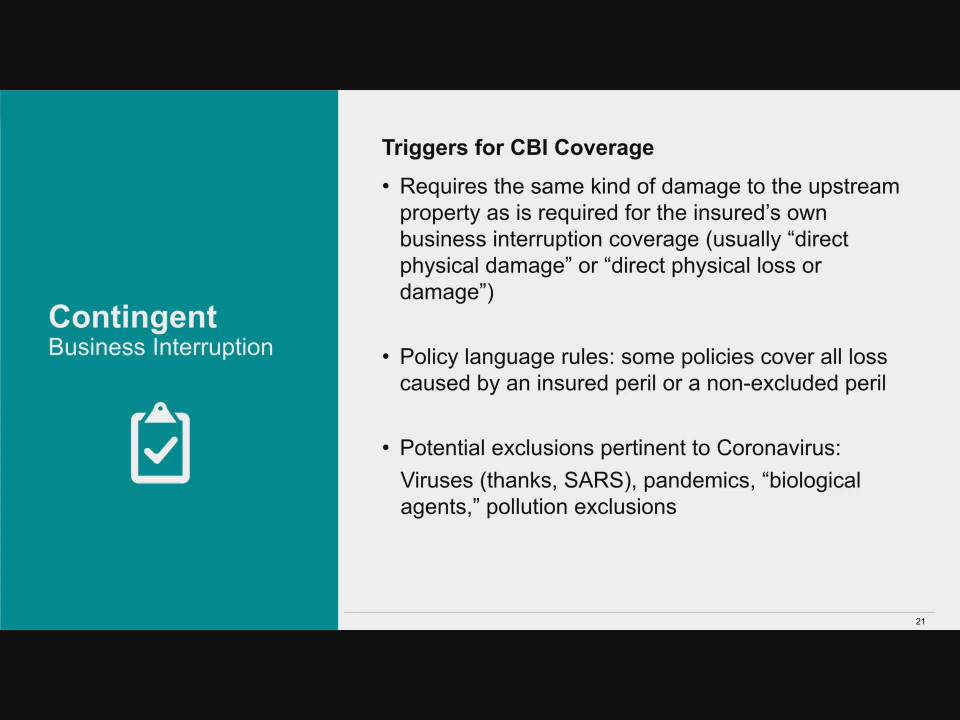 Contingent
Business Interruption
Triggers for CBI Coverage
• Requires the same kind of damage to the upstream
property as is required for the insured’s own
business interruption coverage (usually “direct
physical damage” or “direct physical loss or
damage”)
• Policy language rules: some policies cover all loss
caused by an insured peril or a non-excluded peril
• Potential exclusions pertinent to Coronavirus:
Viruses (thanks, SARS), pandemics, “biological
agents,” pollution exclusions
21